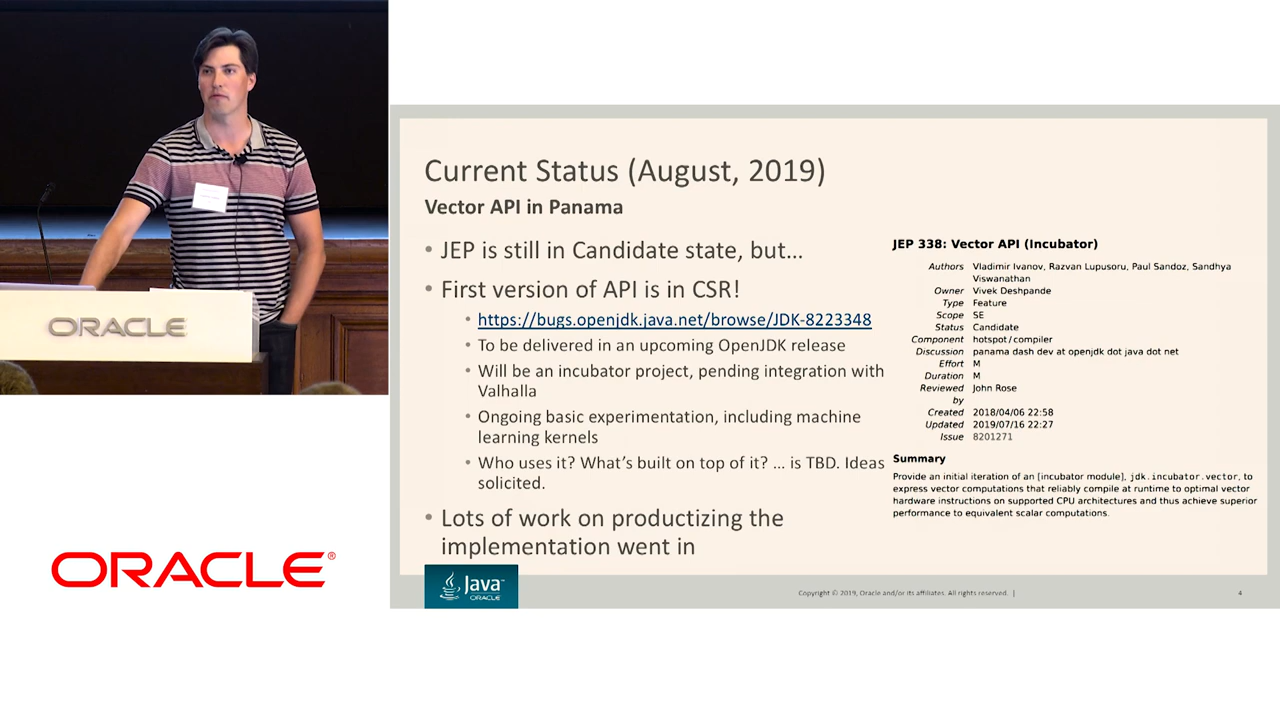 ORACLE
ORACLE®
Current Status (August, 2019)
Vector API in Panama
• JEP is still in Candidate state, but…
• First version of API is in CSR!
• https://bugs.openjdk.java.net/browse/JDK-8223348
• To be delivered in an upcoming OpenJDK release
• Will be an incubator project, pending integration with
Valhalla
• Ongoing basic experimentation, including machine
learning kernels
• Who uses it? What's built on top of it? … is TBD. Ideas
solicited.
• Lots of work on productizing the
implementation went in
JEP 338: Vector API (Incubator)
Authors Vladimir Ivanov, Razvan Lupusoru, Paul Sandoz, Sandhya
Viswanathan
Owner Vivek Deshpande
Type Feature
Scope SE
Status Candidate
Component hotspot/compiler
Discussion panama dash dev at openjdk dot java dot net
Effort M
Duration M
Reviewed John Rose
by
Created 2018/04/06 22:58
Updated 2019/07/16 22:27
Issue 8201271
Summary
Provide an initial iteration of an [incubator module], jdk.incubator.vector, to
express vector computations that reliably compile at runtime to optimal vector
hardware instructions on supported CPU architectures and thus achieve superior
performance to equivalent scalar computations.
Java™
ORACLE
Copyright © 2019, Oracle and/or its affiliates. All rights reserved. |
4